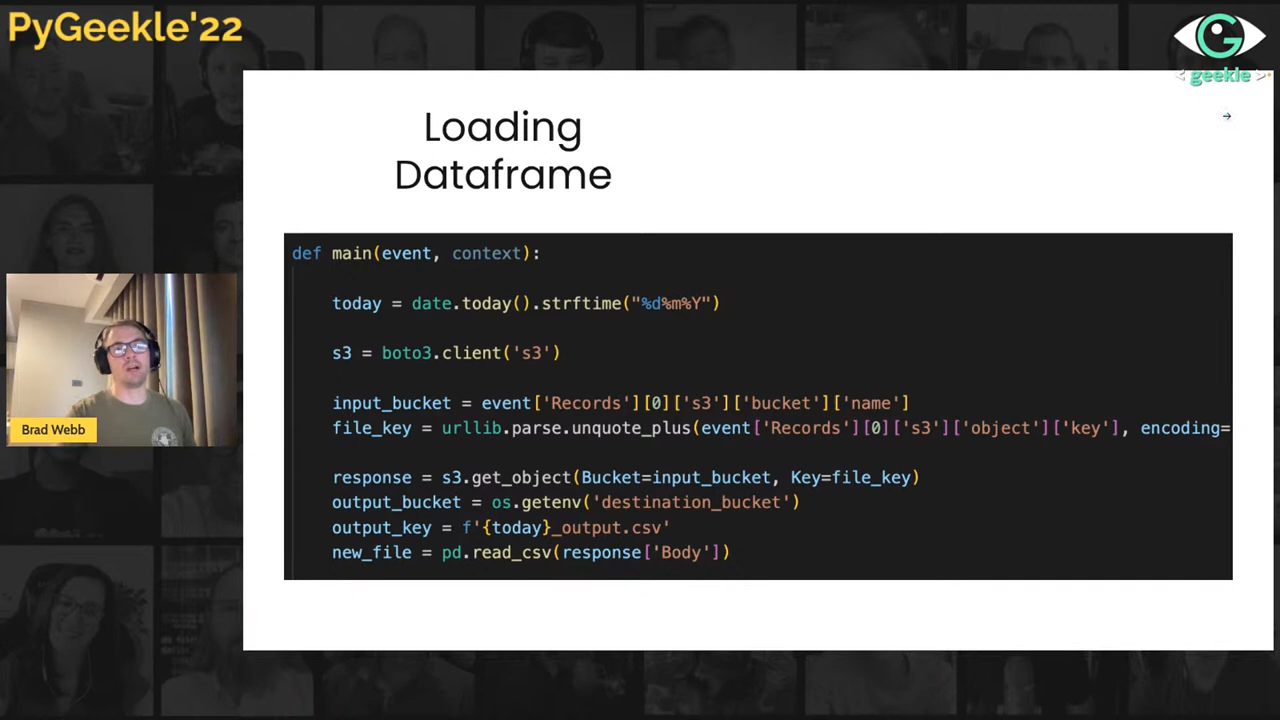 PyGeekle'22
< geekle >
Loading
Dataframe
def main(event, context):
today = date.today().strftime("%d%m%Y")
s3 = boto3.client('s3')
input_bucket = event['Records'][0]['s3']['bucket']['name']
file_key = urllib.parse.unquote_plus(event['Records'][0]['s3']['object']['key'], encoding=
response = s3.get_object(Bucket=input_bucket, Key=file_key)
output_bucket = os.getenv('destination_bucket')
output_key = f'{today}_output.csv'
new_file = pd.read_csv(response['Body'])
Brad Webb